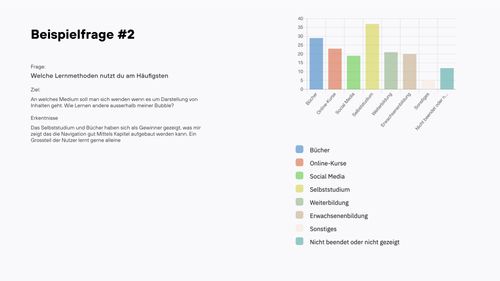 Beispielfrage #2
Frage:
Welche Lernmethoden nutzt du am Häufigsten
Ziel:
An welches Medium soll man sich wenden wenn es um Darstellung von
Inhalten geht. Wie Lernen andere ausserhalb meiner Bubble?
Erkentnisse
Das Selbststudium und Bücher haben sich als Gewinner gezeigt, was mir
zeigt das die Navigation gut Mittels Kapitel aufgebaut werden kann. Ein
Grossteil der Nutzer lernt gerne alleine
40
35
30
25
20
15
10
5
0
Bücher
Online-Kurse
Social Media
Selbststudium
Weiterbildung
Erwachsenenbildung
Sonstiges
Nicht beendet oder n...
Bücher
Online-Kurse
Social Media
Selbststudium
Weiterbildung
Erwachsenenbildung
Sonstiges
Nicht beendet oder nicht gezeigt